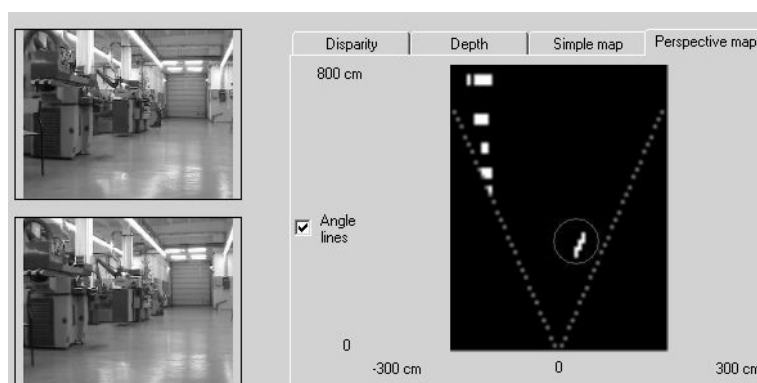 Disparity
Depth
Simple map
Perspective map
800 cm
Angle
lines
0
-300 cm
0
300 cm